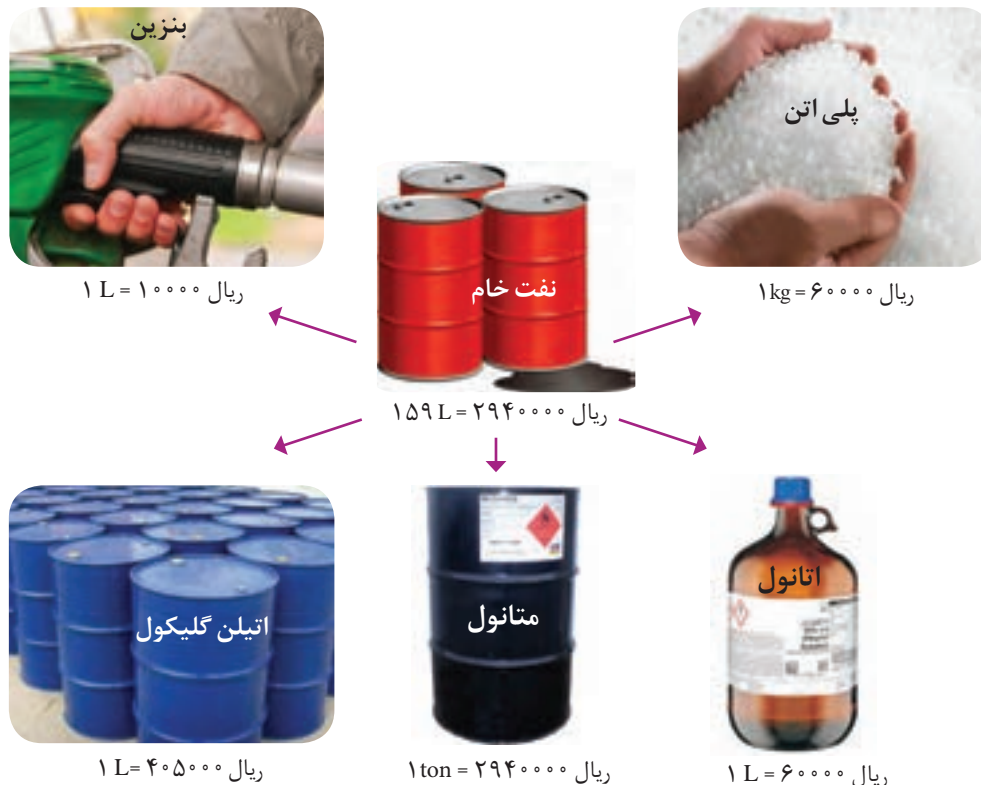 بنزین
پلی اتن
۱ L = ۱۰۰۰۰ ریال
نفت خام
۱kg = ۶۰۰۰۰ ریال
۱۵۹ L = ۲۹۴۰۰۰۰ ریال
اتیلن گلیکول
متانول
اتانول
۱ L= ۴۰۵۰۰۰ ریال
۱ton = ۲۹۴۰۰۰۰ ریال
۱ L = ۶۰۰۰۰ ریال